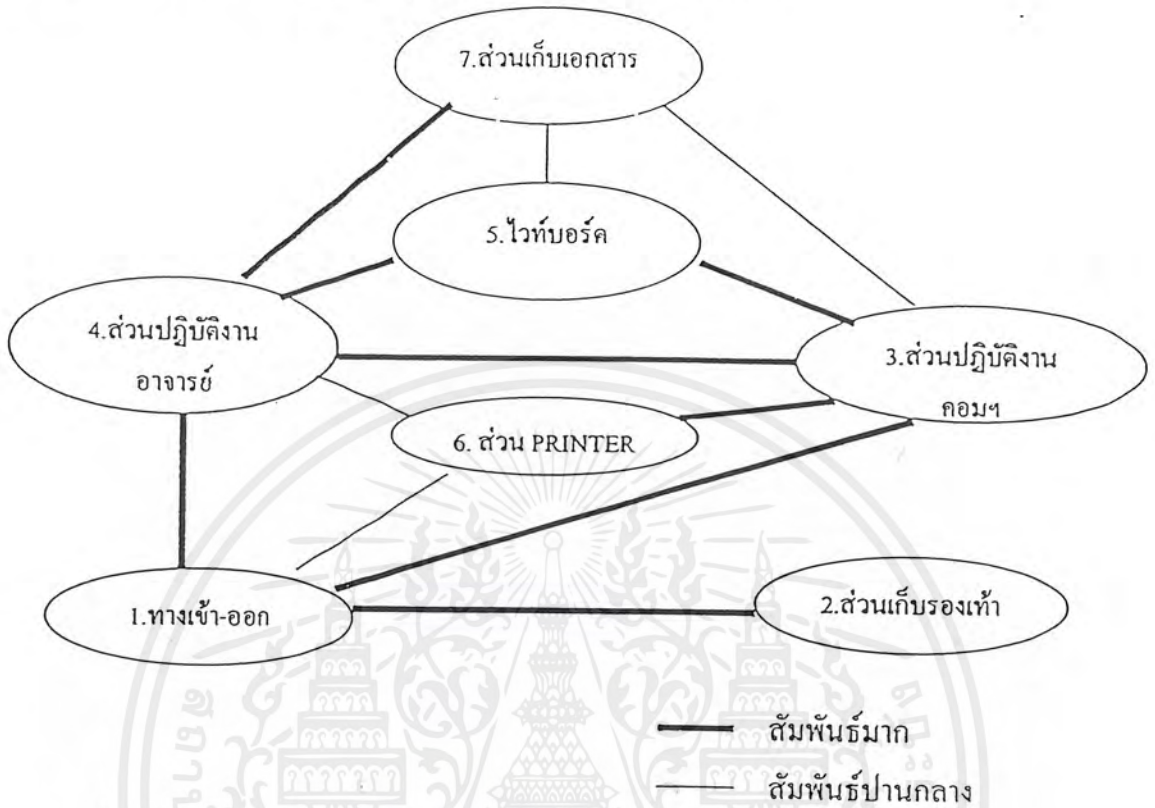 7.ส่วนเก็บเอกสาร
5.ไวท์บอร์ค
4.ส่วนปฏิบัติงาน
อาจารย์
3.ส่วนปฏิบัติงาน
คอมฯ
6. ส่วน PRINTER
1.ทางเข้า-ออก
2.ส่วนเก็บรองเท้า
สัมพันธ์มาก
สัมพันธ์ปานกลาง